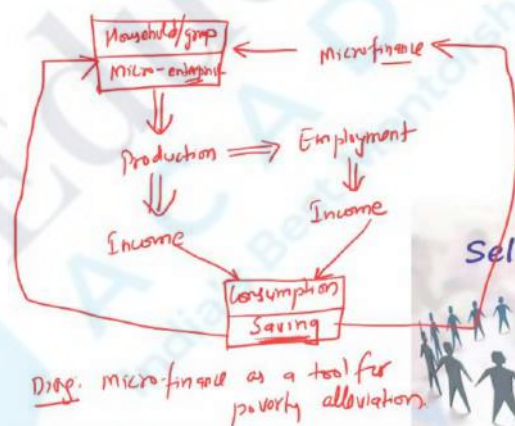 Household/group
Micro-enterprise
Microfinance
Production
Employment
Income
Income
Consumption
Saving
Diag: Micro-finance as a tool for
poverty alleviation.
Sel